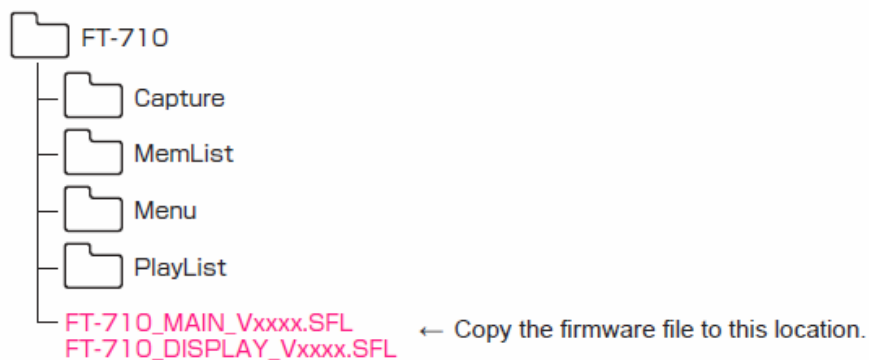 FT-710
Capture
MemList
Menu
PlayList
FT-710_MAIN_Vxxxx.SFL
FT-710_DISPLAY_Vxxxx.SFL
← Copy the firmware file to this location.